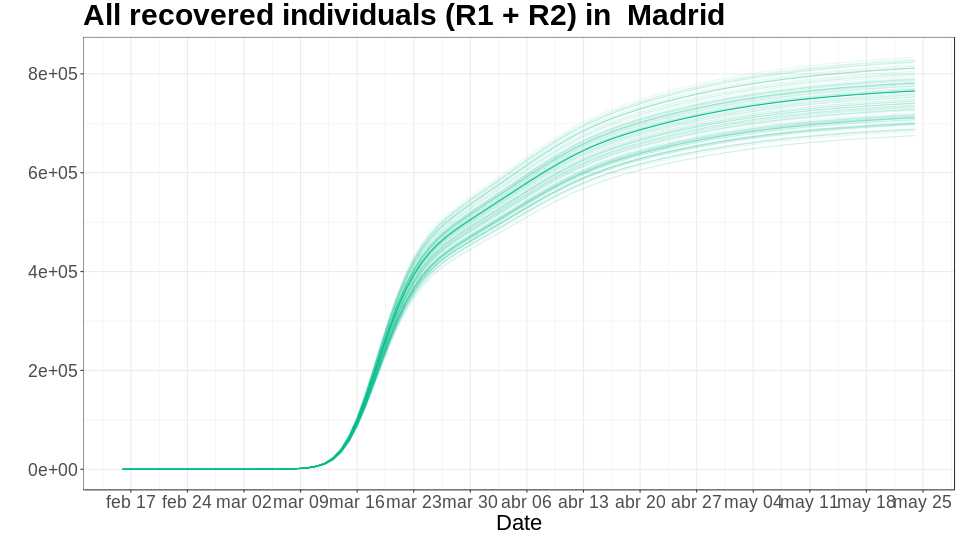 All recovered individuals (R1 + R2) in  Madrid
8e+05
6e+05
4e+05
2e+05
0e+00
feb 17 feb 24 mar 02 mar 09 mar 16 mar 23 mar 30 abr 06 abr 13 abr 20 abr 27 may 04 may 11 may 18 may 25
Date